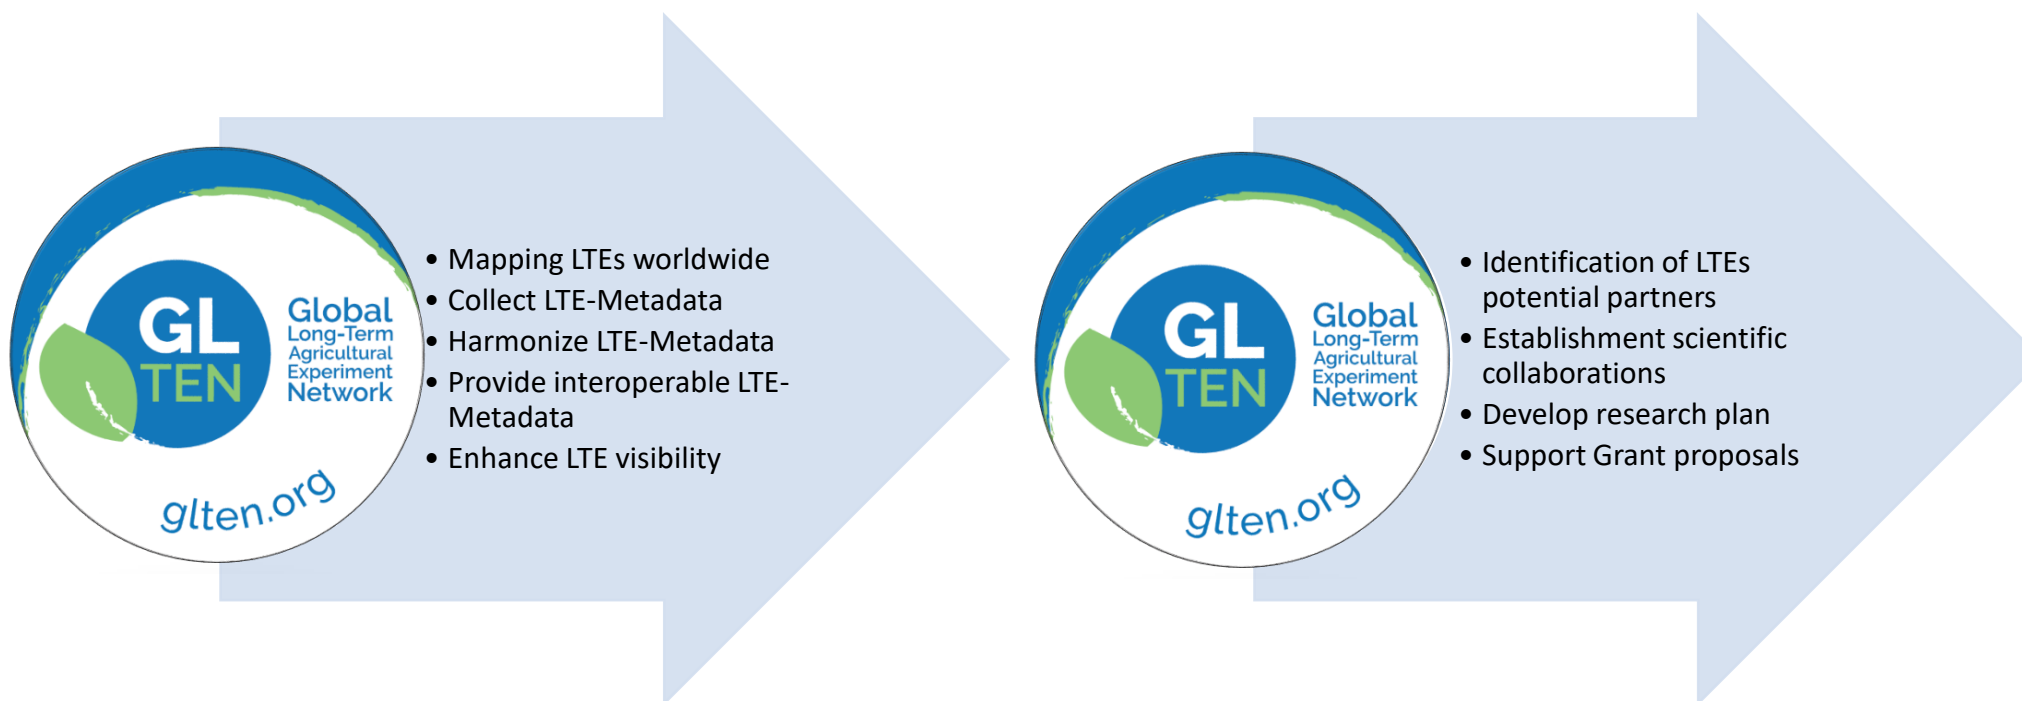 GL
TEN
Global
Long-Term
Agricultural
Experiment
Network
glten.org
• Mapping LTEs worldwide
• Collect LTE-Metadata
• Harmonize LTE-Metadata
• Provide interoperable LTE-
Metadata
• Enhance LTE visibility
GL
TEN
Global
Long-Term
Agricultural
Experiment
Network
glten.org
• Identification of LTEs
potential partners
• Establishment scientific
collaborations
• Develop research plan
• Support Grant proposals